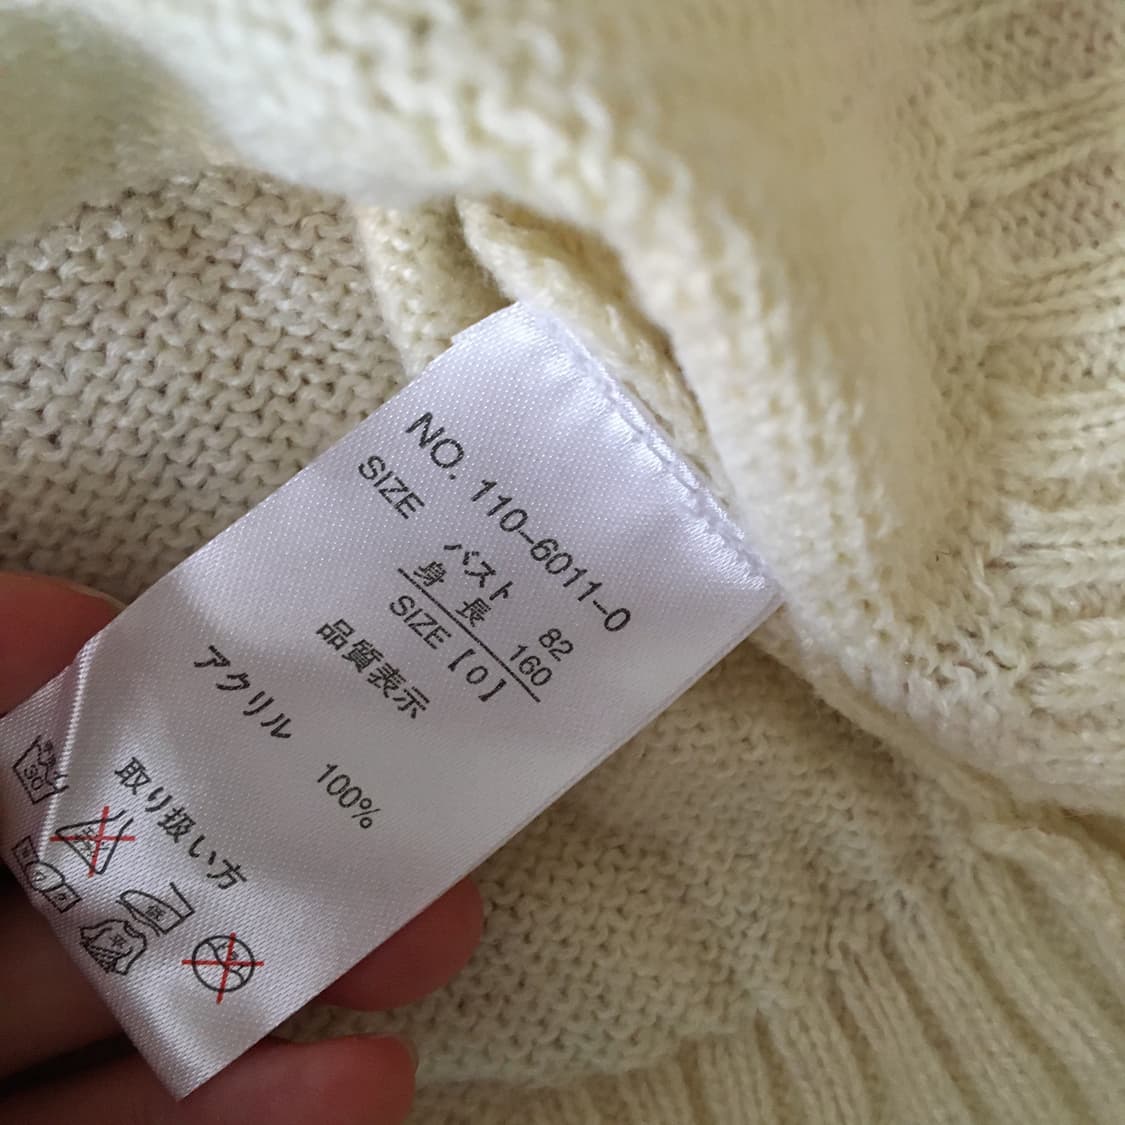 NO. 110-6011-0
SIZE
バスト 82
身 長 160
SIZE【0】
品質表示
アクリル 100%
取り扱い方
30